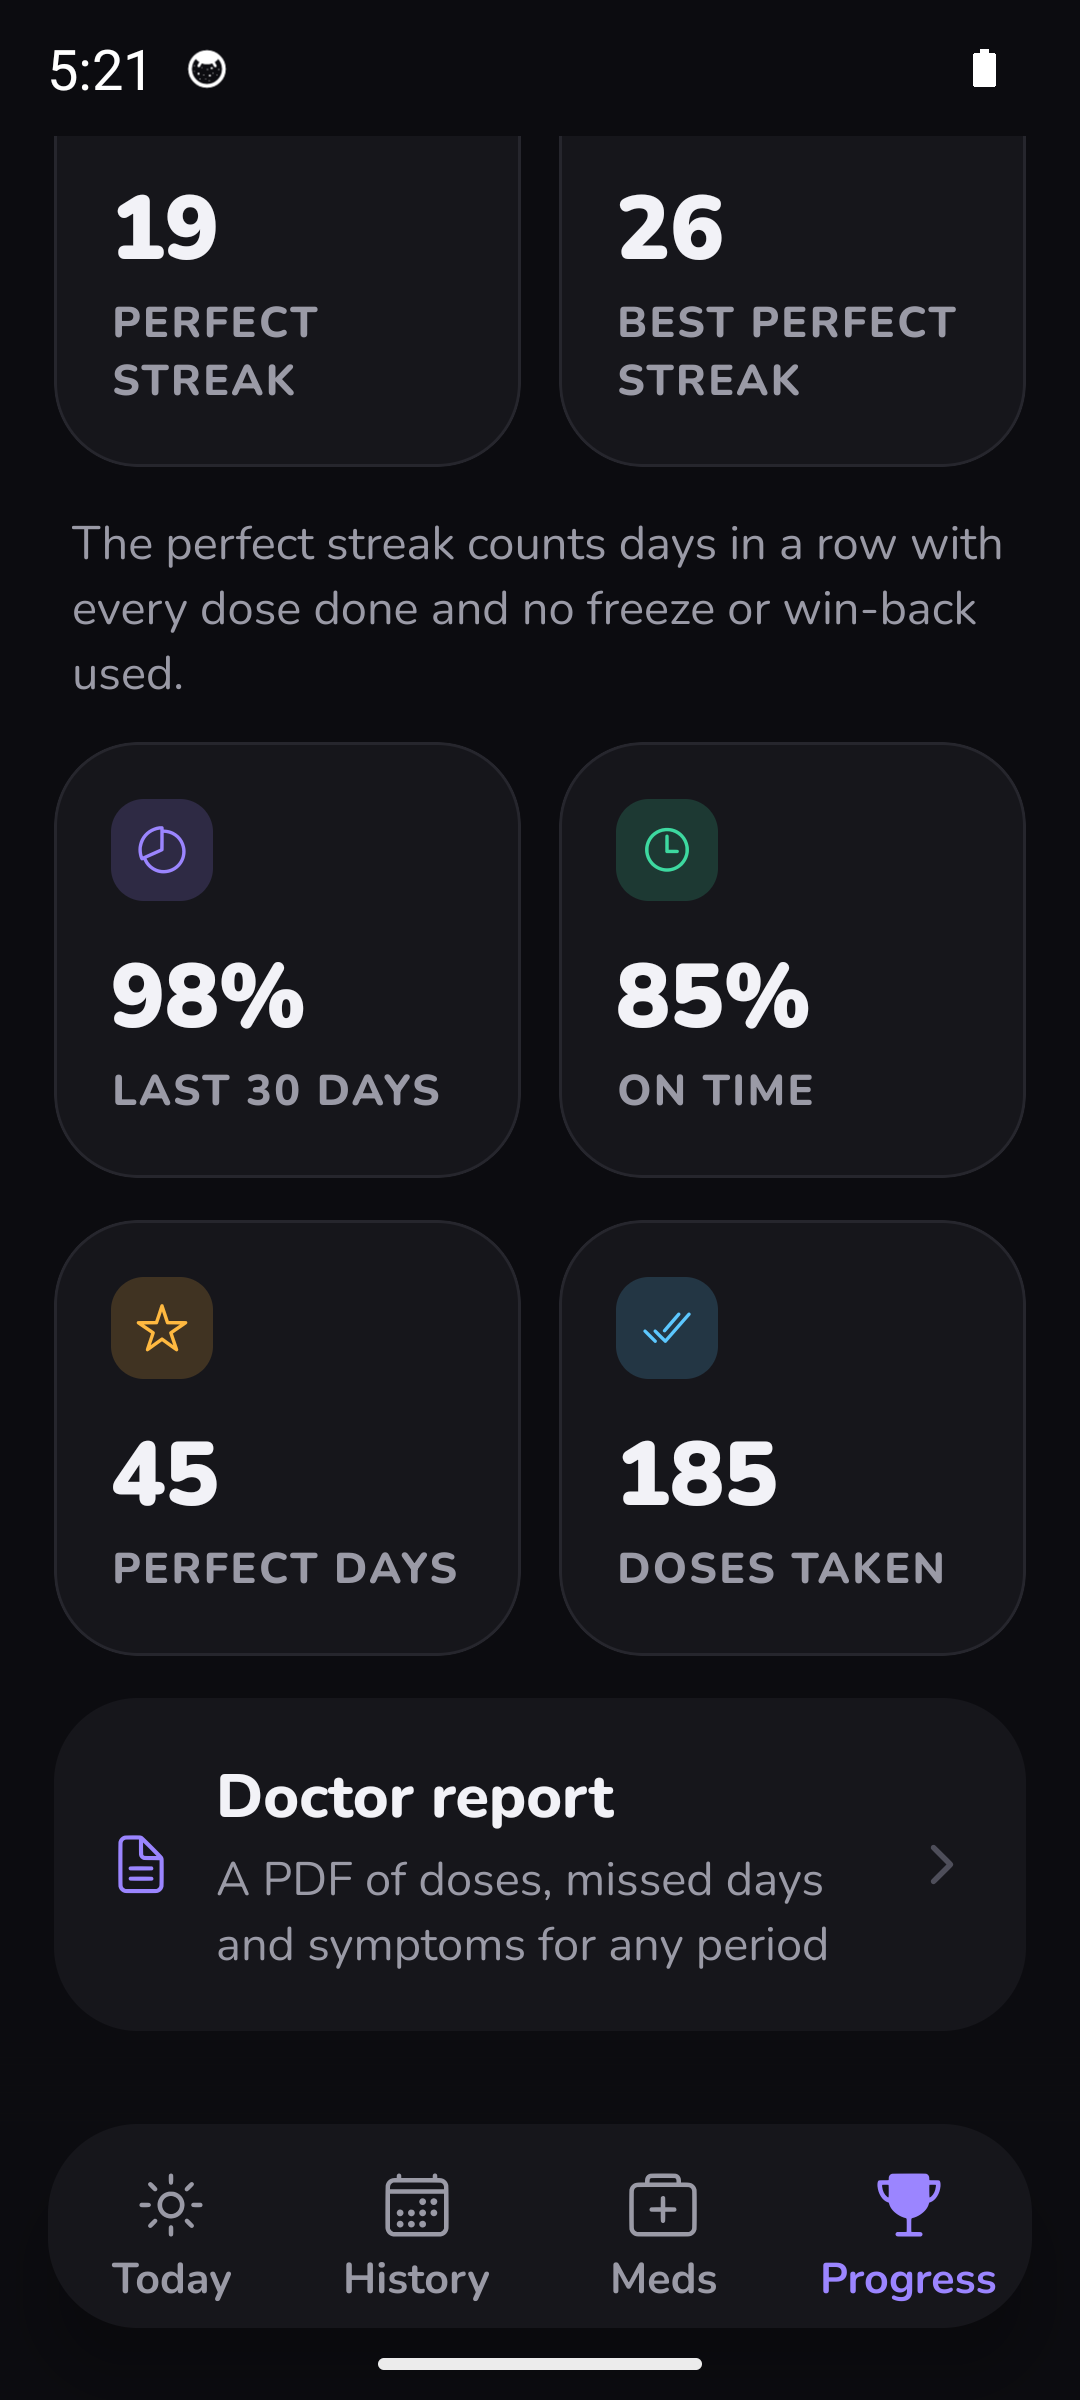 5:21
19
PERFECT
STREAK
26
BEST PERFECT
STREAK
The perfect streak counts days in a row with
every dose done and no freeze or win-back
used.
98%
LAST 30 DAYS
85%
ON TIME
45
PERFECT DAYS
185
DOSES TAKEN
Doctor report
A PDF of doses, missed days
and symptoms for any period
Today
History
Meds
Progress